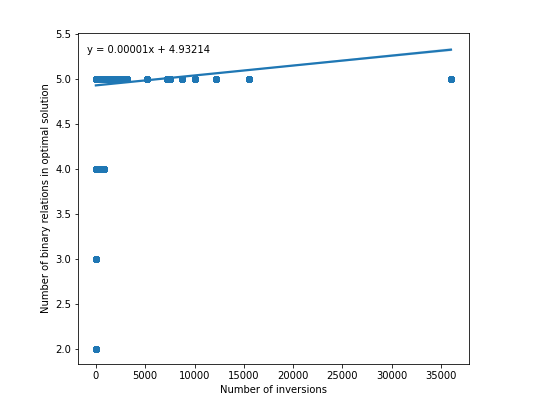 y = 0.00001x + 4.93214
5.5
5.0
4.5
4.0
3.5
3.0
2.5
2.0
Number of binary relations in optimal solution
0 5000 10000 15000 20000 25000 30000 35000
Number of inversions